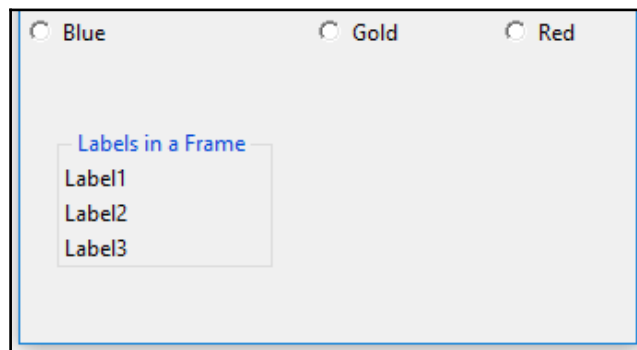 Blue Gold Red
Labels in a Frame
Label1
Label2
Label3